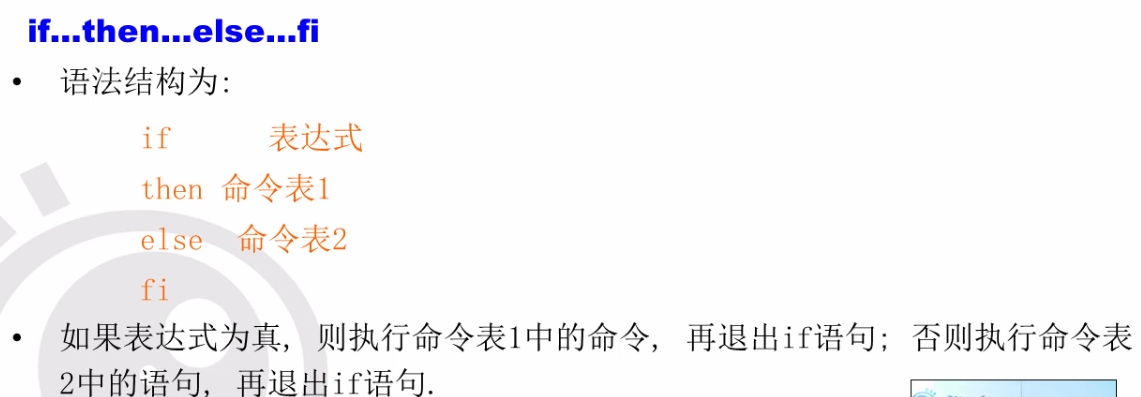 if...then...else...fi
• 语法结构为:
if 表达式
then 命令表1
else 命令表2
fi
• 如果表达式为真, 则执行命令表1中的命令, 再退出if语句; 否则执行命令表
2中的语句, 再退出if语句.